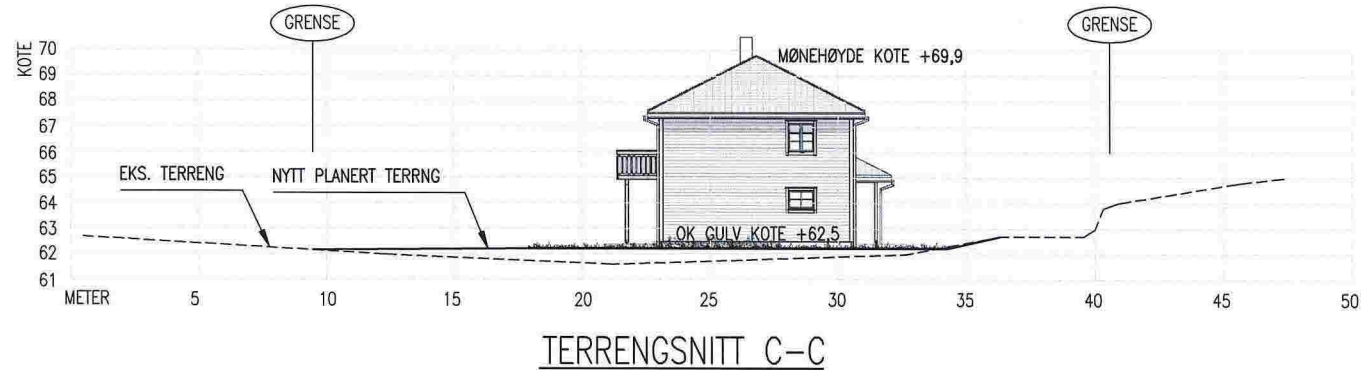 GRENSE
GRENSE
KOTE
70
69
68
67
66
65
64
63
62
61
MØNEHØYDE KOTE +69,9
EKS. TERRENG
NYTT PLANERT TERRNG
OK GULV KOTE +62,5
METER 5 10 15 20 25 30 35 40 45 50
TERRENGSNITT C-C